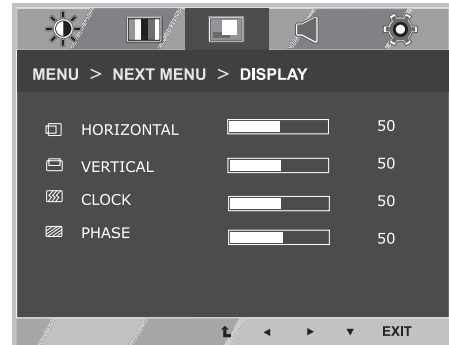 MENU > NEXT MENU > DISPLAY
HORIZONTAL 50
VERTICAL 50
CLOCK 50
PHASE 50
EXIT